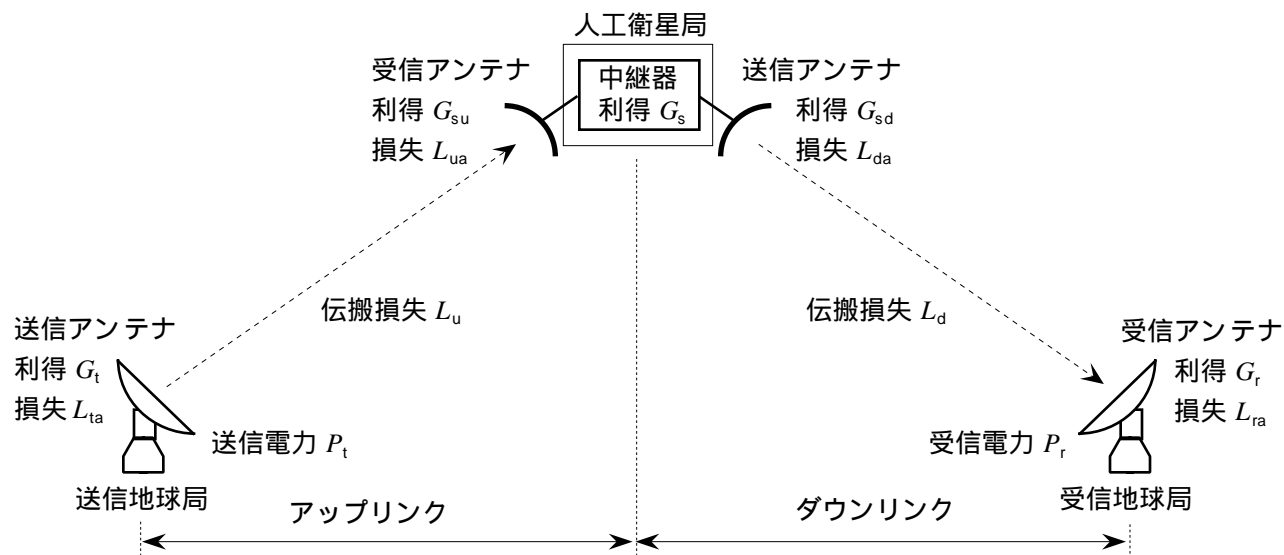 人工衛星局
受信アンテナ
利得 Gsu
損失 Lua
中継器
利得 Gs
送信アンテナ
利得 Gsd
損失 Lda
伝搬損失 Lu
伝搬損失 Ld
送信アンテナ
利得 Gt
損失 Lta
送信電力 Pt
送信地球局
受信アンテナ
利得 Gr
損失 Lra
受信電力 Pr
受信地球局
アップリンク
ダウンリンク